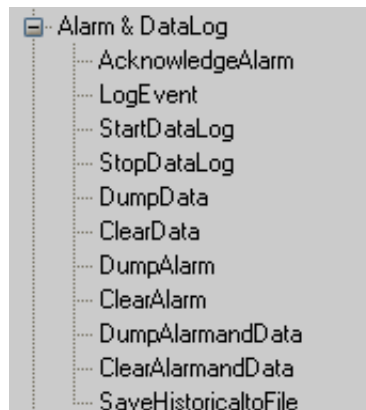 Alarm & DataLog
AcknowledgeAlarm
LogEvent
StartDataLog
StopDataLog
DumpData
ClearData
DumpAlarm
ClearAlarm
DumpAlarmandData
ClearAlarmandData
SaveHistoricaltoFile